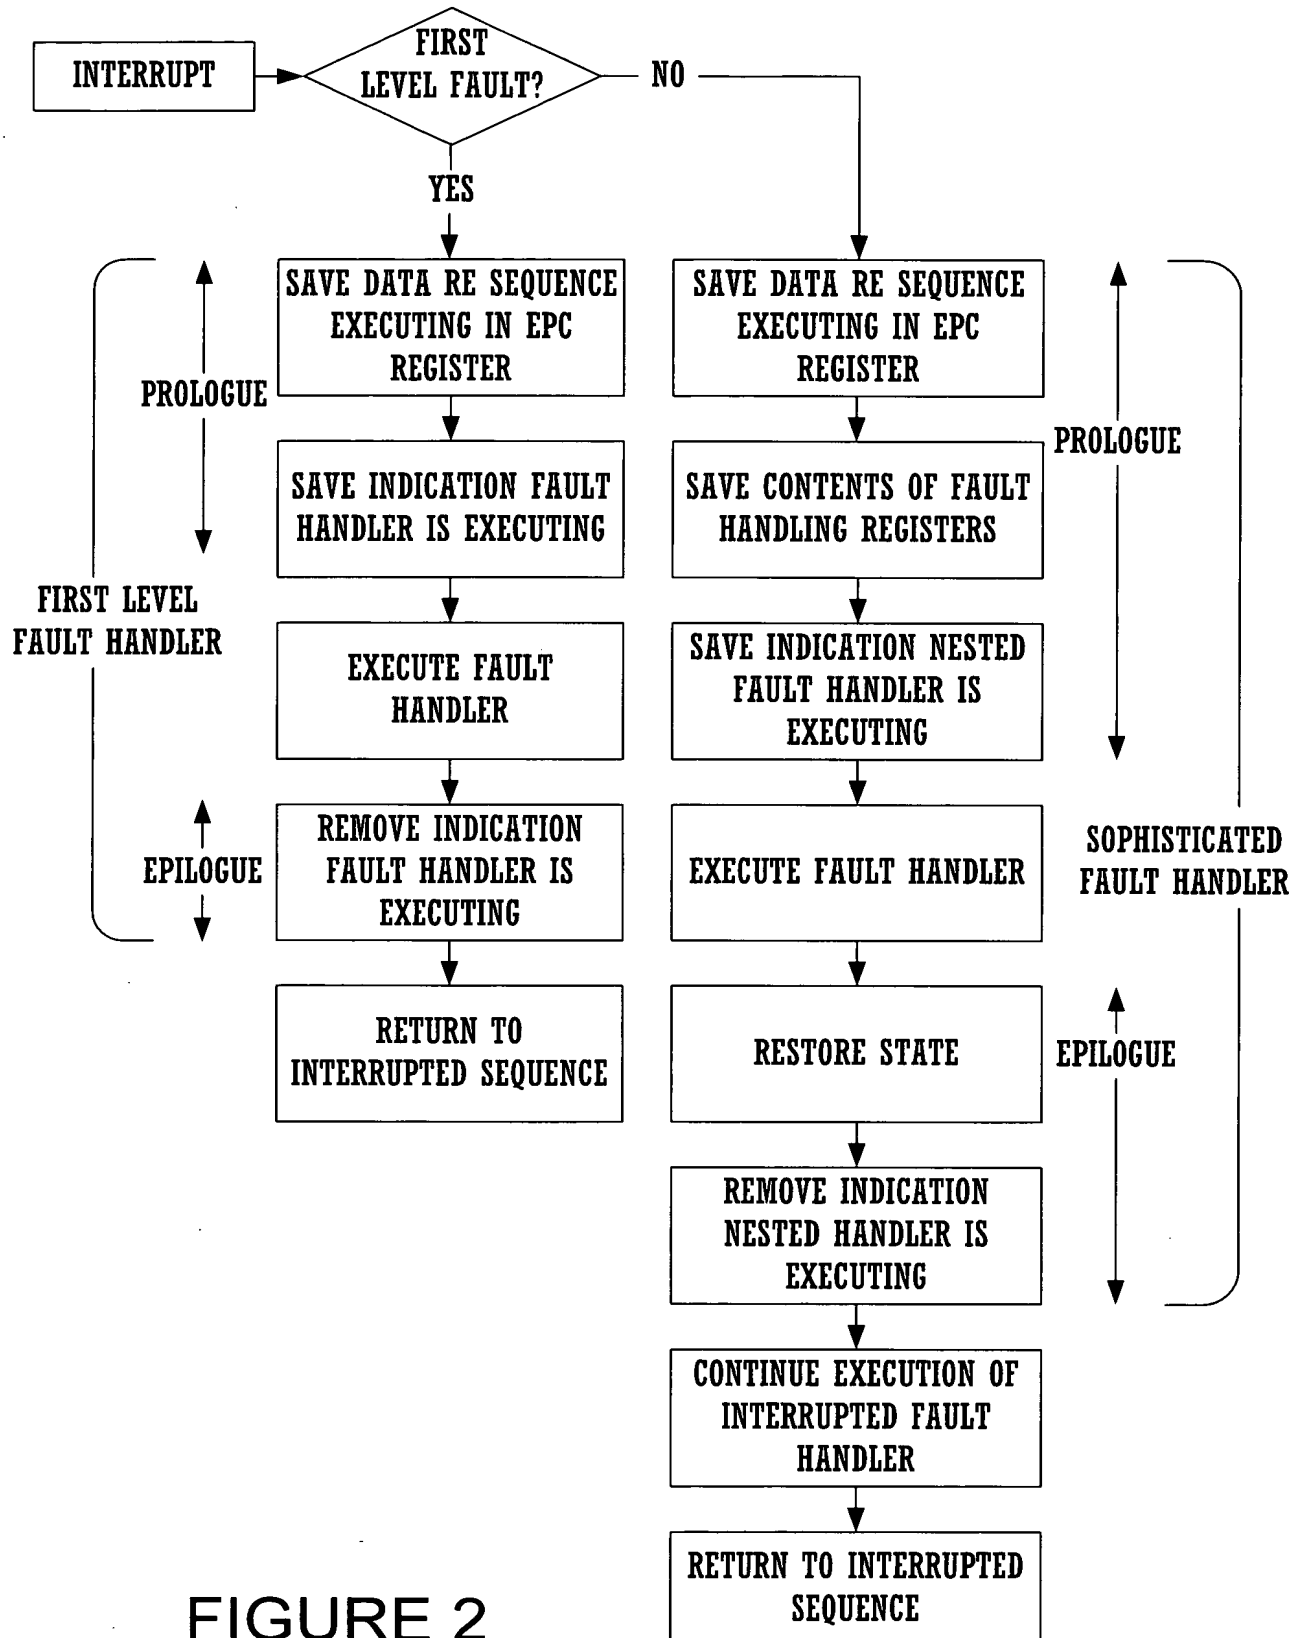 INTERRUPT
FIRST
LEVEL FAULT?
NO
YES
SAVE DATA RE SEQUENCE
EXECUTING IN EPC
REGISTER
SAVE INDICATION FAULT
HANDLER IS EXECUTING
EXECUTE FAULT
HANDLER
REMOVE INDICATION
FAULT HANDLER IS
EXECUTING
RETURN TO
INTERRUPTED SEQUENCE
PROLOGUE
FIRST LEVEL
FAULT HANDLER
EPILOGUE
SAVE DATA RE SEQUENCE
EXECUTING IN EPC
REGISTER
SAVE CONTENTS OF FAULT
HANDLING REGISTERS
SAVE INDICATION NESTED
FAULT HANDLER IS
EXECUTING
EXECUTE FAULT HANDLER
RESTORE STATE
REMOVE INDICATION
NESTED HANDLER IS
EXECUTING
CONTINUE EXECUTION OF
INTERRUPTED FAULT
HANDLER
RETURN TO INTERRUPTED
SEQUENCE
PROLOGUE
SOPHISTICATED
FAULT HANDLER
EPILOGUE
FIGURE 2